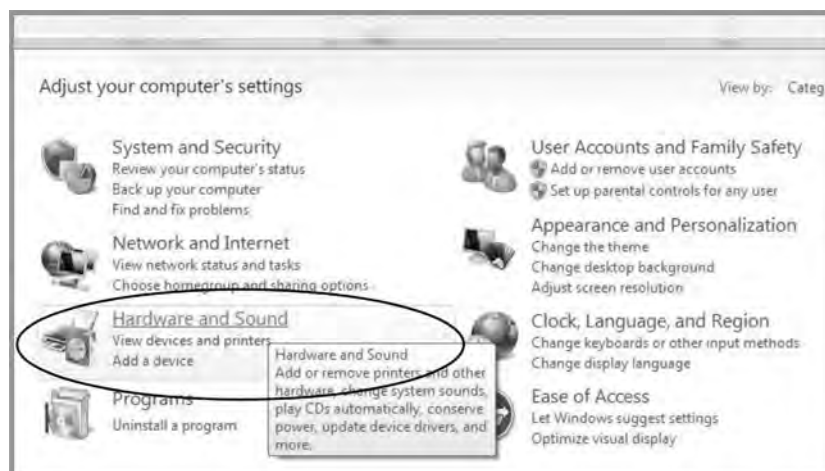 Adjust your computer's settings
View by: Categ
System and Security
Review your computer's status
Back up your computer
Find and fix problems
Network and Internet
View network status and tasks
Choose homegroup and sharing options
Hardware and Sound
View devices and printers
Add a device
Programs
Uninstall a program
Hardware and Sound
Add or remove printers and other
hardware, change system sounds,
play CDs automatically, conserve
power, update device drivers, and
more.
User Accounts and Family Safety
Add or remove user accounts
Set up parental controls for any user
Appearance and Personalization
Change the theme
Change desktop background
Adjust screen resolution
Clock, Language, and Region
Change keyboards or other input methods
Change display language
Ease of Access
Let Windows suggest settings
Optimize visual display